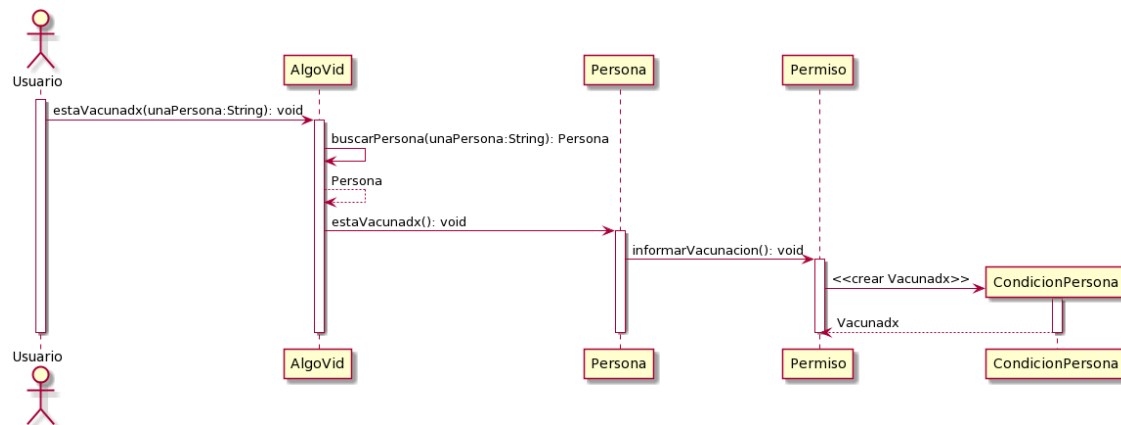 Usuario
AlgoVid
Persona
Permiso
estaVacunadx(unaPersona:String): void
buscarPersona(unaPersona:String): Persona
Persona
estaVacunadx(): void
informarVacunacion(): void
<<crear Vacunadx>>
CondicionPersona
Vacunadx
Usuario
AlgoVid
Persona
Permiso
CondicionPersona